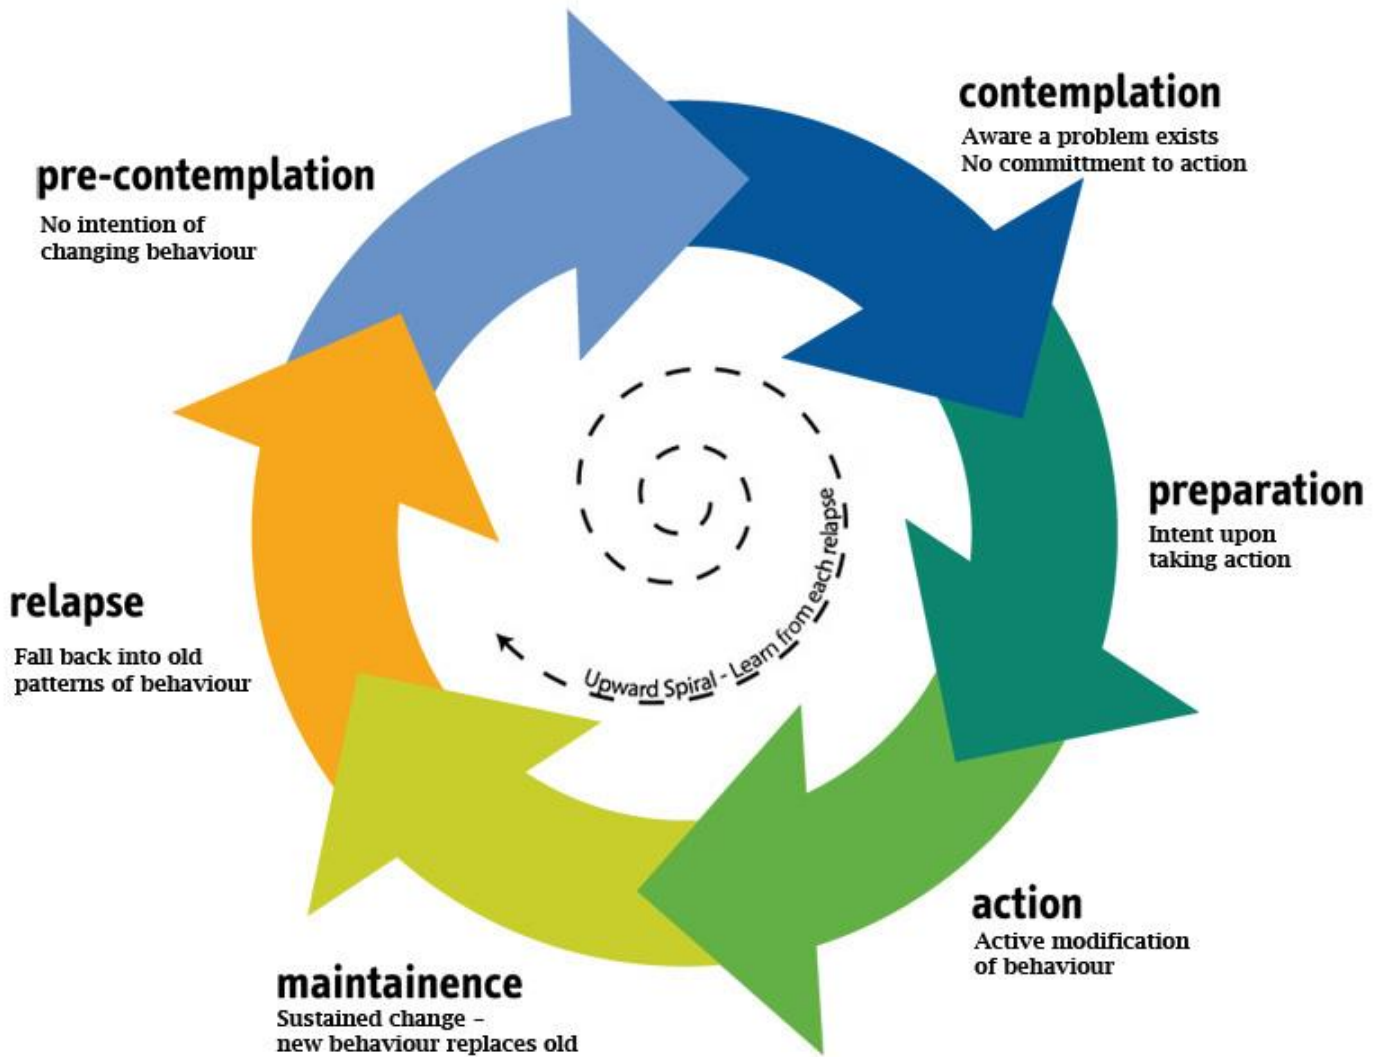 pre-contemplation
No intention of
changing behaviour
contemplation
Aware a problem exists
No committment to action
preparation
Intent upon
taking action
action
Active modification
of behaviour
maintainence
Sustained change –
new behaviour replaces old
relapse
Fall back into old
patterns of behaviour
Upward Spiral - Learn from each relapse